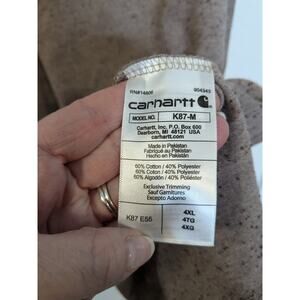 RN#14806
904343
carhartt
MODEL NO. K87-M
Carhartt, Inc. P.O. Box 600
Dearborn, MI 48121 USA
carhartt.com
Made in Pakistan
Fabriqué au Pakistan
Hecho en Pakistán
60% Cotton / 40% Polyester
60% Coton / 40% Polyester
60% Algodón / 40% Poliéster
Exclusive Trimming
Sauf Garnitures
Excepto Adorno
K87 E55
4XL
4TG
4XG